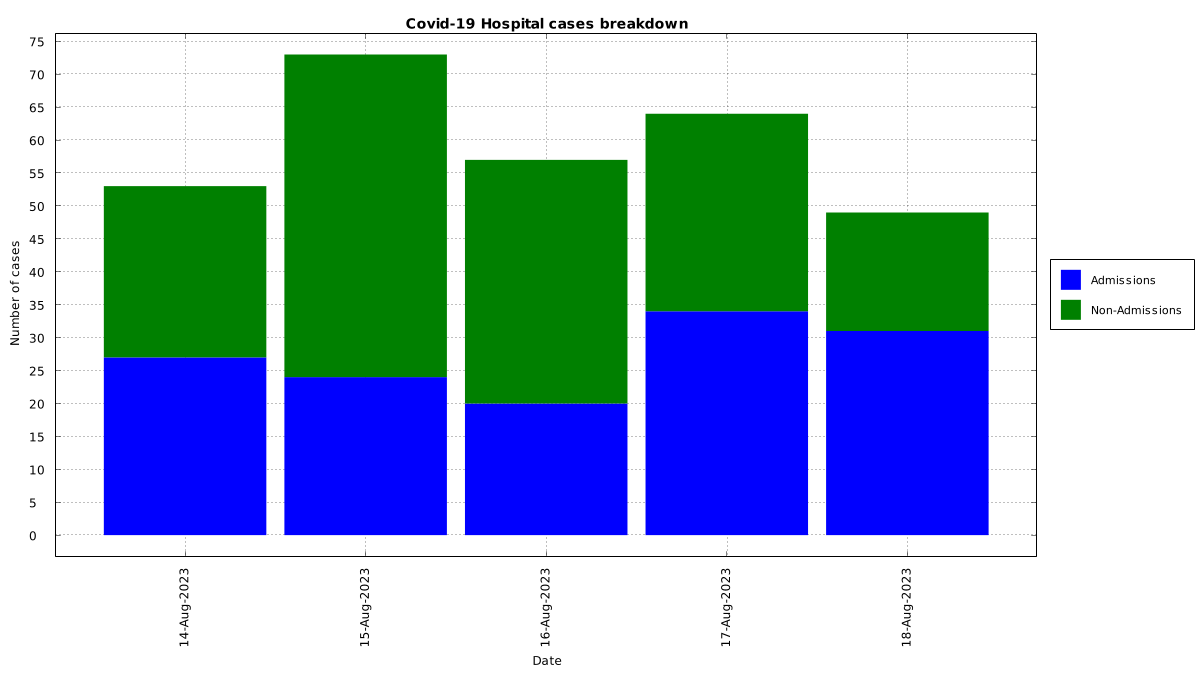 Covid-19 Hospital cases breakdown
75
70
65
60
55
50
45
40
35
30
25
20
15
10
5
0
Number of cases
14-Aug-2023
15-Aug-2023
16-Aug-2023
17-Aug-2023
18-Aug-2023
Date
Admissions
Non-Admissions